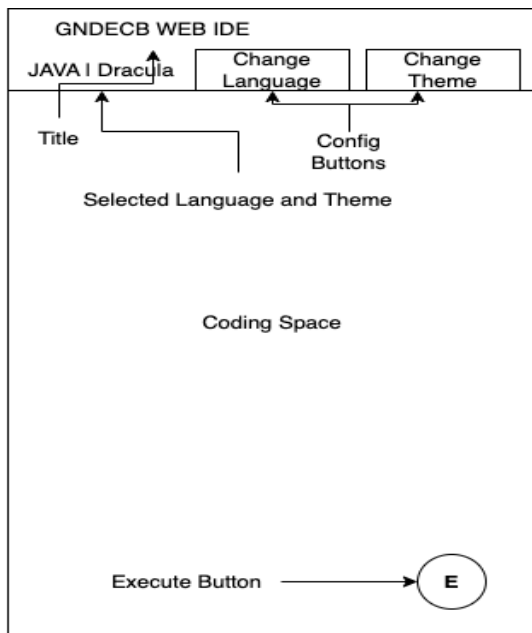 GNDECB WEB IDE
JAVA | Dracula
Change
Language
Change
Theme
Title
Config
Buttons
Selected Language and Theme
Coding Space
Execute Button
E